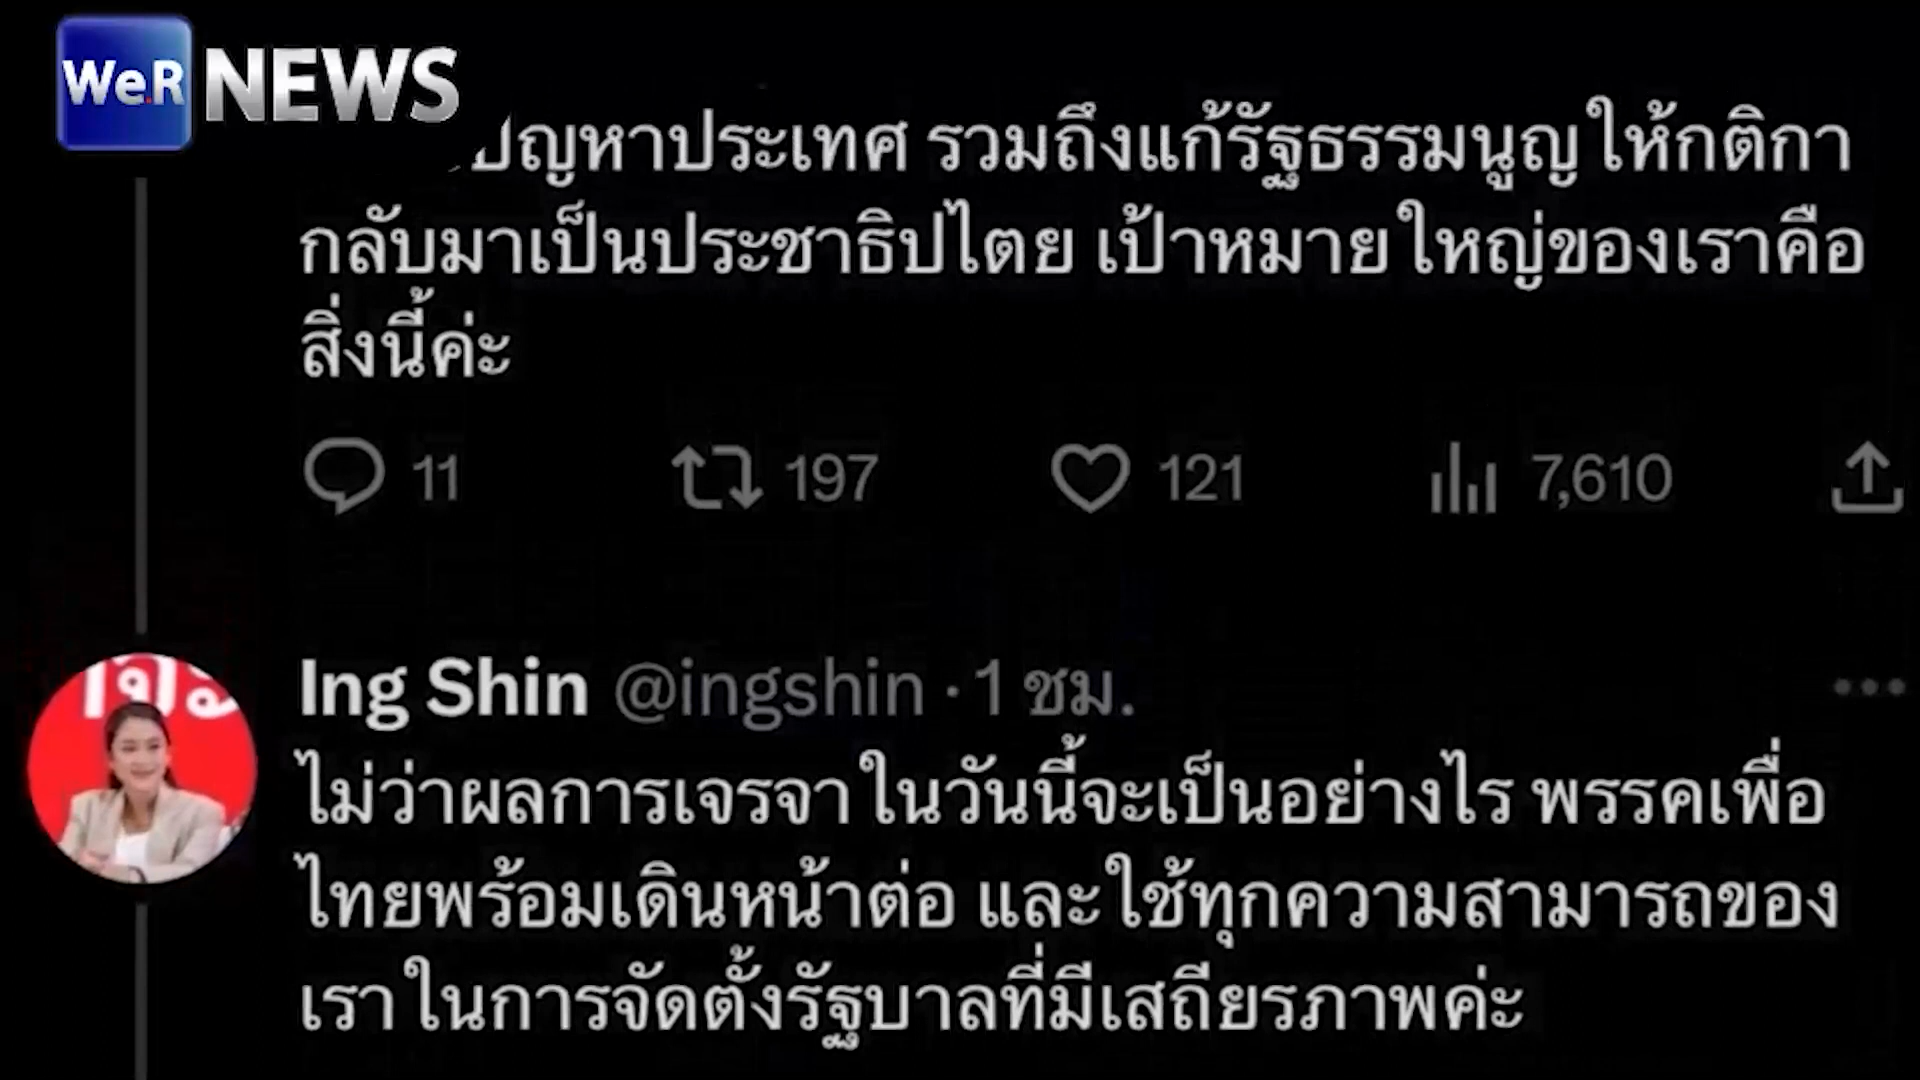 We.R NEWS
ปัญหาประเทศ รวมถึงแก้รัฐธรรมนูญ ให้กติกา
กลับมาเป็นประชาธิปไตย เป้าหมายใหญ่ของเราคือ
สิ่งนี้ค่ะ
11 197 121 7,610
Ing Shin @ingshin · 1 ชม.
ไม่ว่าผลการเจรจาในวันนี้จะเป็นอย่างไร พรรคเพื่อ
ไทยพร้อมเดินหน้าต่อ และใช้ทุกความสามารถของ
เราในการจัดตั้งรัฐบาลที่มีเสถียรภาพค่ะ